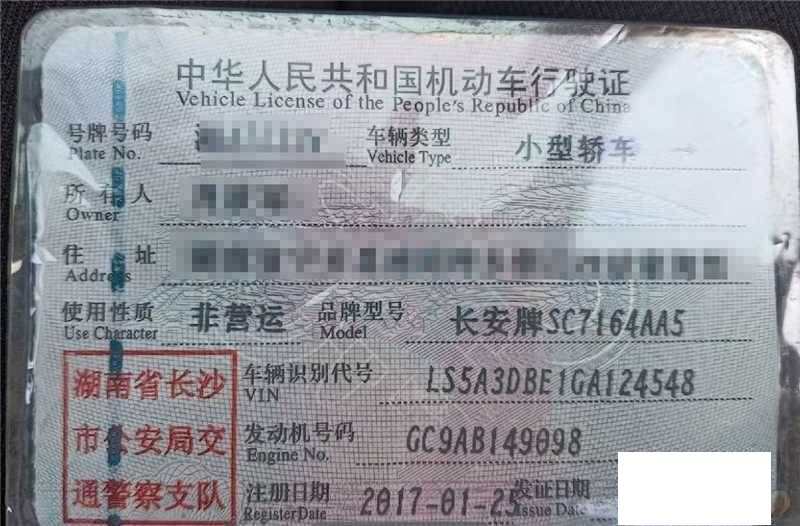 中华人民共和国机动车行驶证
Vehicle License of the People's Republic of China
号牌号码 车辆类型 小型轿车
Plate No. Vehicle Type
所有人
Owner
住址
Address
使用性质 非营运 品牌型号 长安牌SC7164AA5
Use Character Model
湖南省长沙
市公安局交
通警察支队
车辆识别代号 LS5A3DBE1GA124548
VIN
发动机号码 GC9AB149098
Engine No.
注册日期 2017-01-25 发证日期
Register Date Issue Date